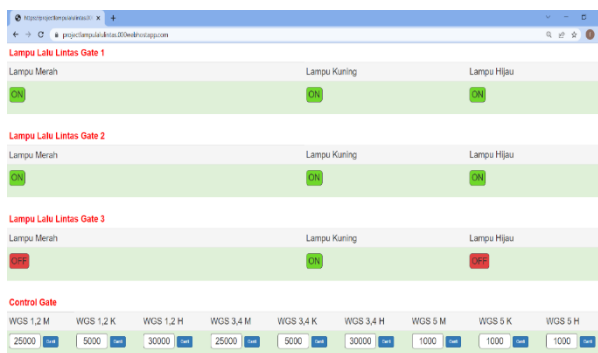 projectlampulalulintas.000webhostapp.com
Lampu Lalu Lintas Gate 1
Lampu Merah Lampu Kuning Lampu Hijau
ON ON ON
Lampu Lalu Lintas Gate 2
Lampu Merah Lampu Kuning Lampu Hijau
ON ON ON
Lampu Lalu Lintas Gate 3
Lampu Merah Lampu Kuning Lampu Hijau
OFF ON OFF
Control Gate
WGS 1,2 M WGS 1,2 K WGS 1,2 H WGS 3,4 M WGS 3,4 K WGS 3,4 H WGS 5 M WGS 5 K WGS 5 H
25000 5000 30000 25000 5000 30000 1000 1000 1000